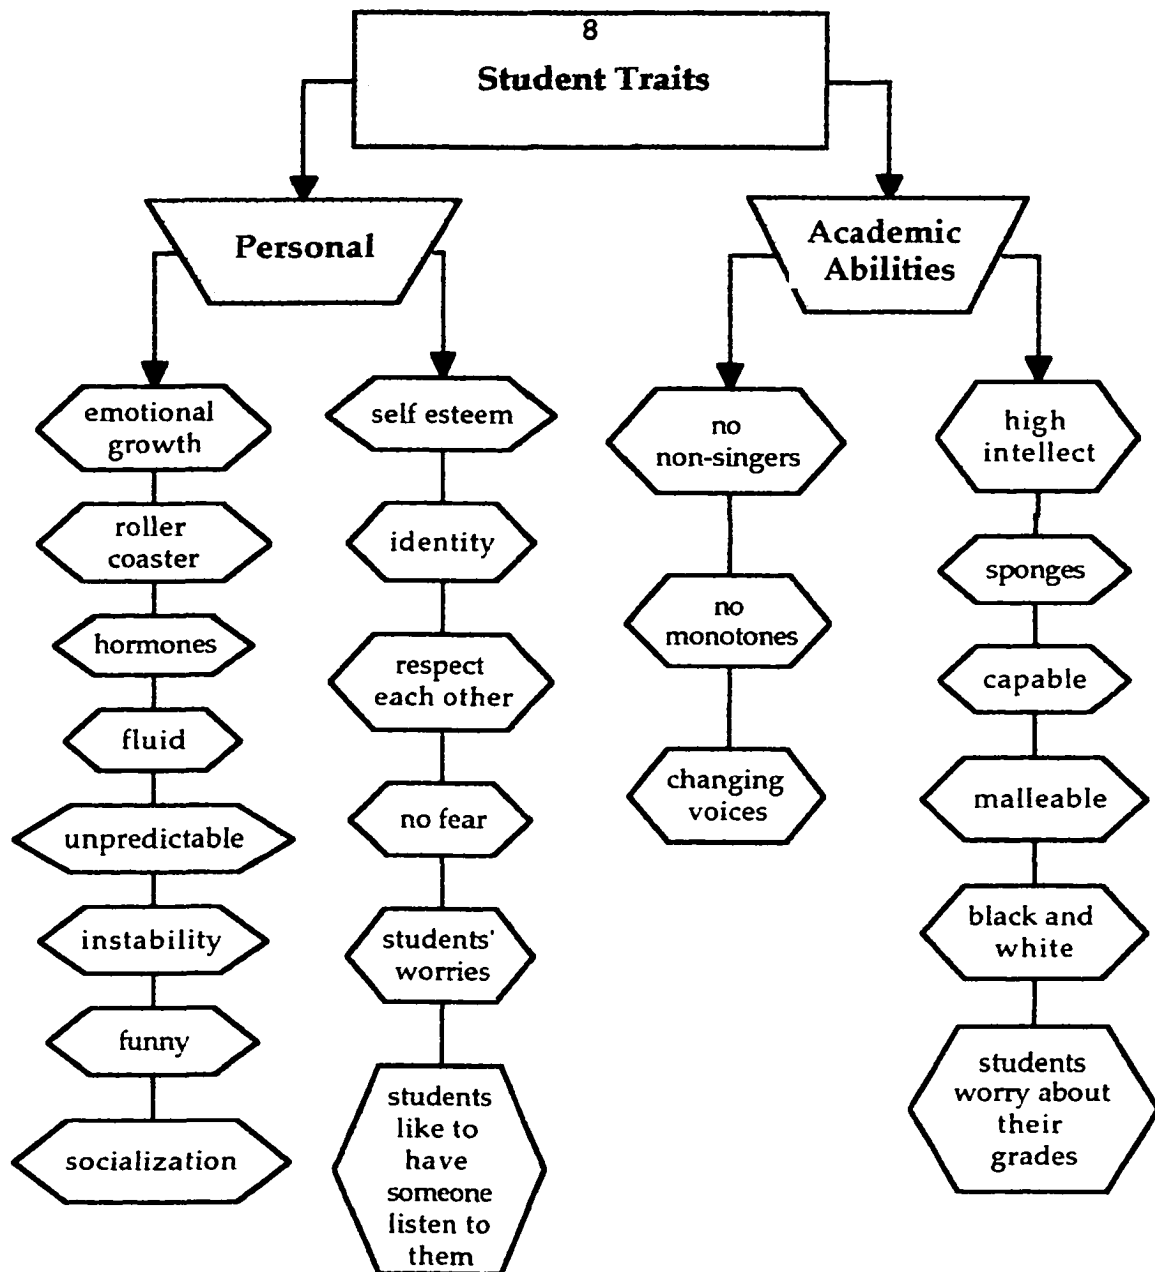 8
Student Traits
Personal
Academic
Abilities
emotional
growth
roller
coaster
hormones
fluid
unpredictable
instability
funny
socialization
self esteem
identity
respect
each other
no fear
students'
worries
students
like to
have
someone
listen to
them
no
non-singers
no
monotones
changing
voices
high
intellect
sponges
capable
malleable
black and
white
students
worry about
their
grades